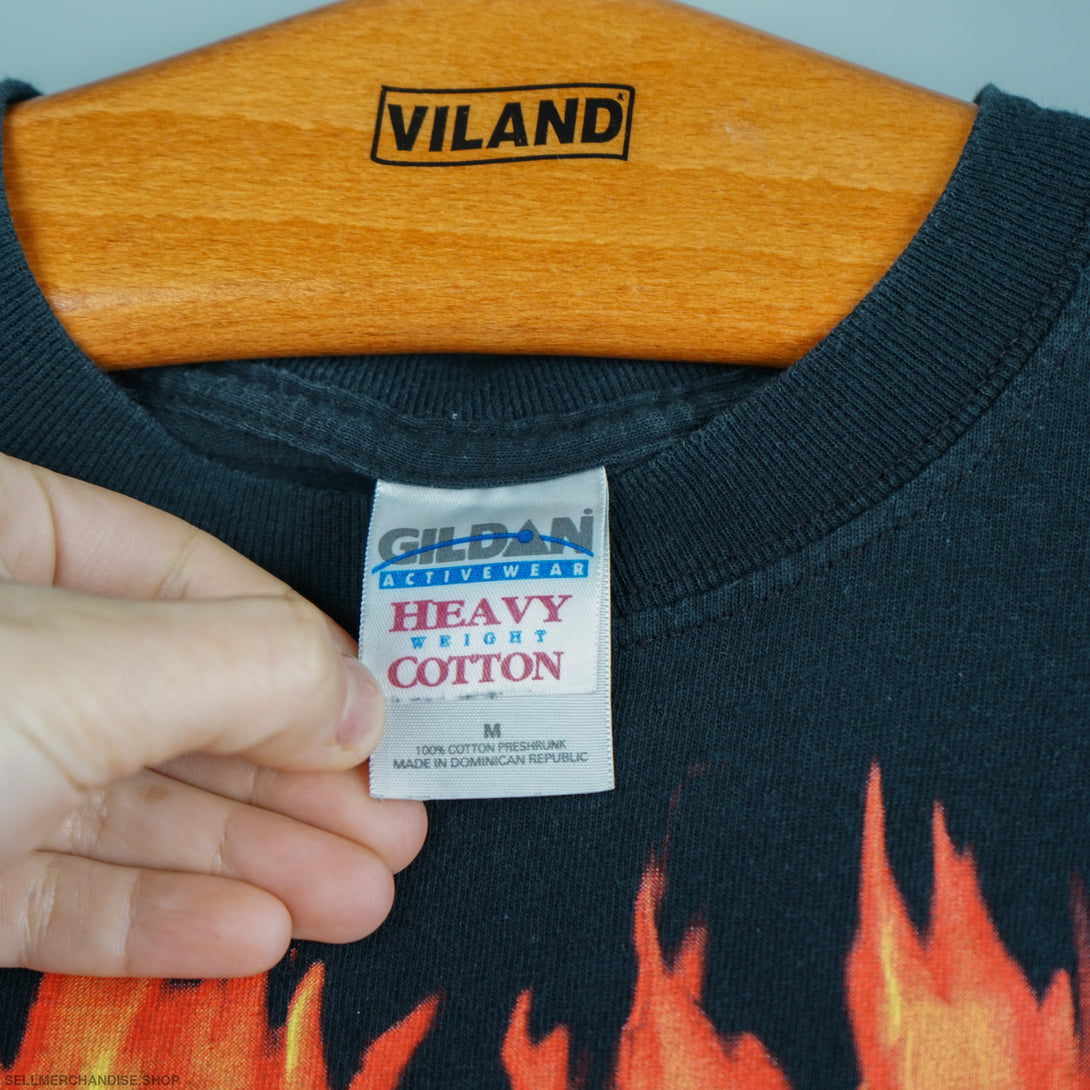 VILAND®
GILDAN®
ACTIVEWEAR
HEAVY
WEIGHT
COTTON
M
100% COTTON PRESHRUNK
MADE IN DOMINICAN REPUBLIC
SELLMERCHANDISE.SHOP